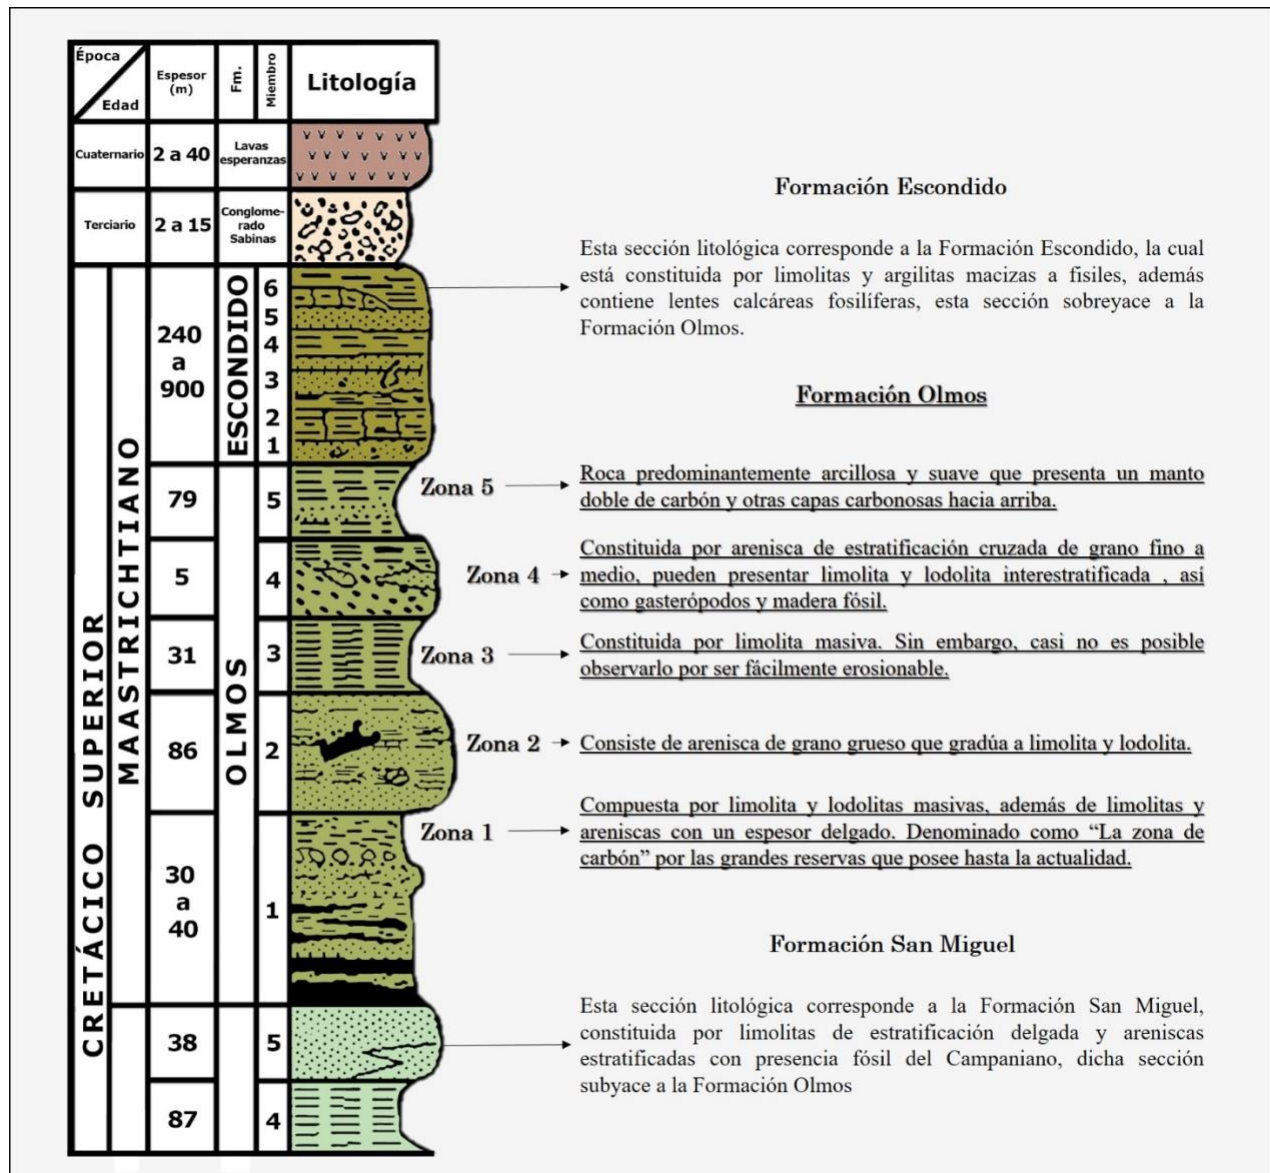 Época
Edad
Espesor
(m)
Fm.
Miembro
Litología
Cuaternario
2 a 40
Lavas
esperanzas
Terciario
2 a 15
Conglome-
rado
Sabinas
CRETÁCICO SUPERIOR
MAASTRICHTIANO
240
a
900
ESCONDIDO
6
5
4
3
2
1
Formación Escondido
Esta sección litológica corresponde a la Formación Escondido, la cual
está constituida por limolitas y argilitas macizas a fisiles, además
contiene lentes calcáreas fosilíferas, esta sección sobreyace a la
Formación Olmos.
Formación Olmos
OLMOS
79
5
Zona 5
Roca predominantemente arcillosa y suave que presenta un manto
doble de carbón y otras capas carbonosas hacia arriba.
5
4
Zona 4
Constituida por arenisca de estratificación cruzada de grano fino a
medio, pueden presentar limolita y lodolita interestratificada , así
como gasterópodos y madera fósil.
31
3
Zona 3
Constituida por limolita masiva. Sin embargo, casi no es posible
observarlo por ser fácilmente erosionable.
86
2
Zona 2
Consiste de arenisca de grano grueso que gradúa a limolita y lodolita.
30
a
40
1
Zona 1
Compuesta por limolita y lodolitas masivas, además de limolitas y
areniscas con un espesor delgado. Denominado como “La zona de
carbón” por las grandes reservas que posee hasta la actualidad.
Formación San Miguel
38
5
Esta sección litológica corresponde a la Formación San Miguel,
constituida por limolitas de estratificación delgada y areniscas
estratificadas con presencia fósil del Campaniano, dicha sección
subyace a la Formación Olmos
87
4